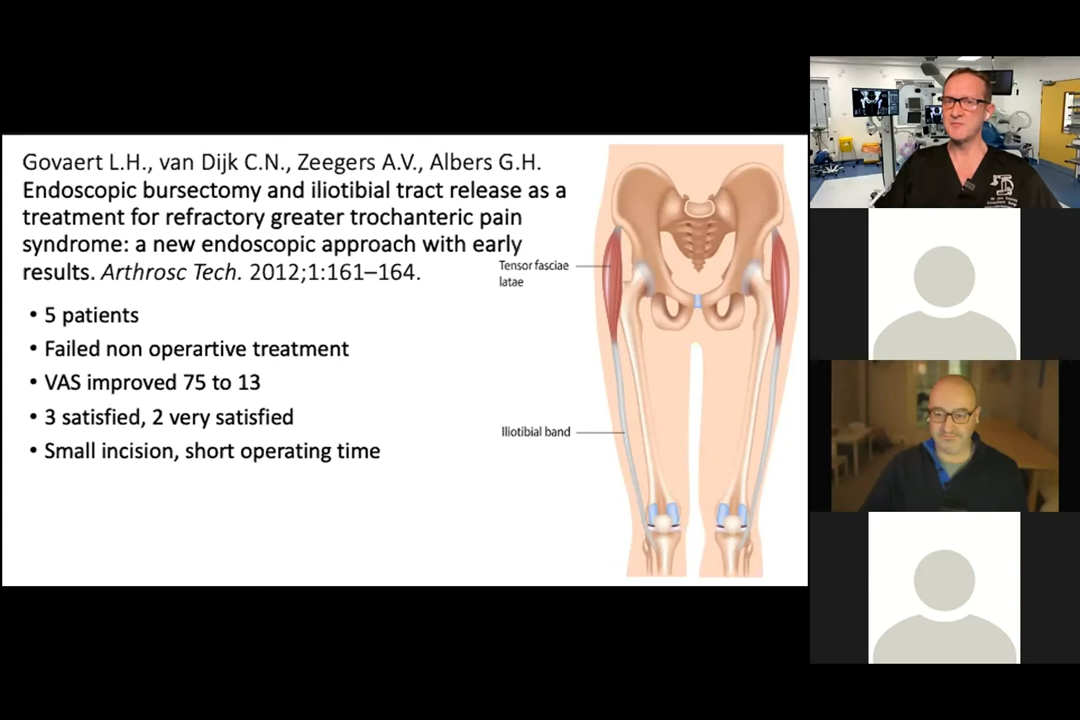 Govaert L.H., van Dijk C.N., Zeegers A.V., Albers G.H.
Endoscopic bursectomy and iliotibial tract release as a
treatment for refractory greater trochanteric pain
syndrome: a new endoscopic approach with early
results. Arthrosc Tech. 2012;1:161–164.
• 5 patients
• Failed non operartive treatment
• VAS improved 75 to 13
• 3 satisfied, 2 very satisfied
• Small incision, short operating time
Tensor fasciae
latae
Iliotibial band